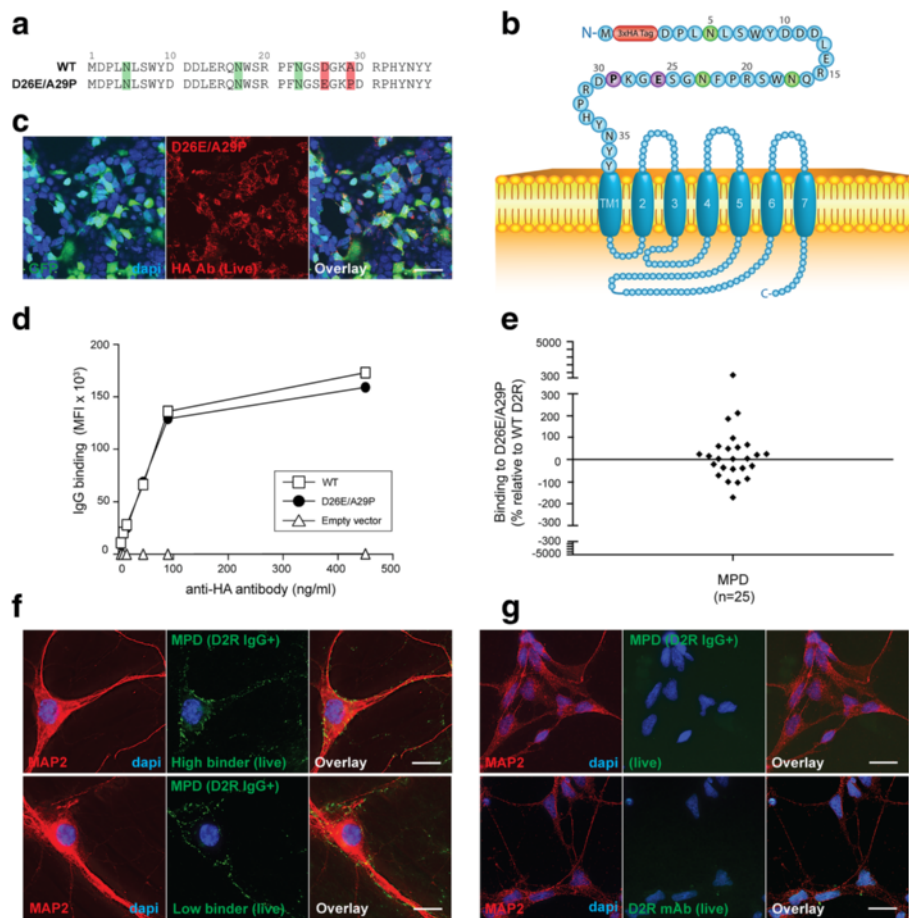 a
1 10 20 30
WT MDPLNLSWYD DDLERQNWSR PFNGSDGKAD RPHYNYY
D26E/A29P MDPLNLSWYD DDLERQNWSR PFNGSEGKPD RPHYNYY
b
N- M 3xHA Tag D P L N L S W Y D D D
5 10
L E R 15
P H P R D P K G E S G N F P R S W N Q
30 25 20
Y N Y Y 35
TM1 2 3 4 5 6 7
C-
c
D26E/A29P
GFP dapi HA Ab (Live) Overlay
d
IgG binding (MFI x 10³)
200
150
100
50
0
0 100 200 300 400 500
anti-HA antibody (ng/ml)
WT
D26E/A29P
Empty vector
e
Binding to D26E/A29P
(% relative to WT D2R)
5000
300
300
200
100
0
-100
-200
-300
-300
-5000
MPD
(n=25)
f
MPD (D2R IgG+)
MAP2 dapi High binder (live) Overlay
MPD (D2R IgG+)
MAP2 dapi Low binder (live) Overlay
g
MPD (D2R IgG+)
MAP2 dapi (live) Overlay
MAP2 dapi D2R mAb (live) Overlay